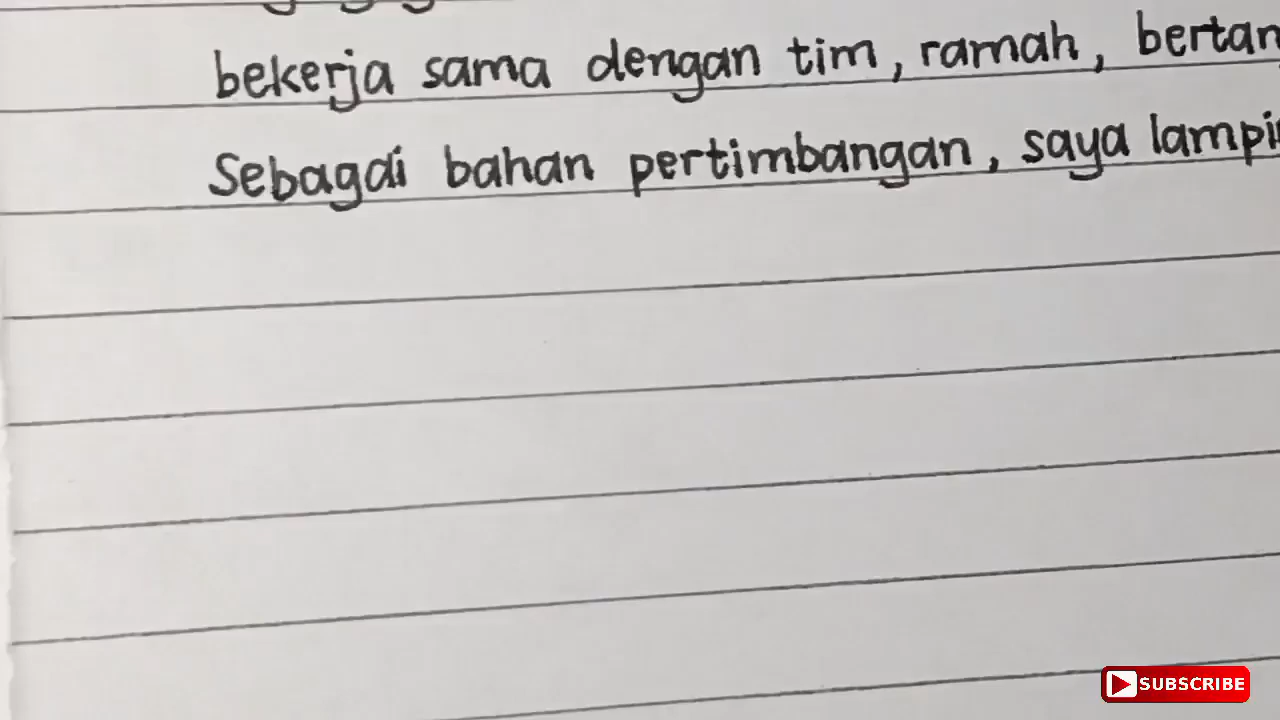 bekerja sama dengan tim, ramah, bertan
Sebagai bahan pertimbangan, saya lampi
SUBSCRIBE